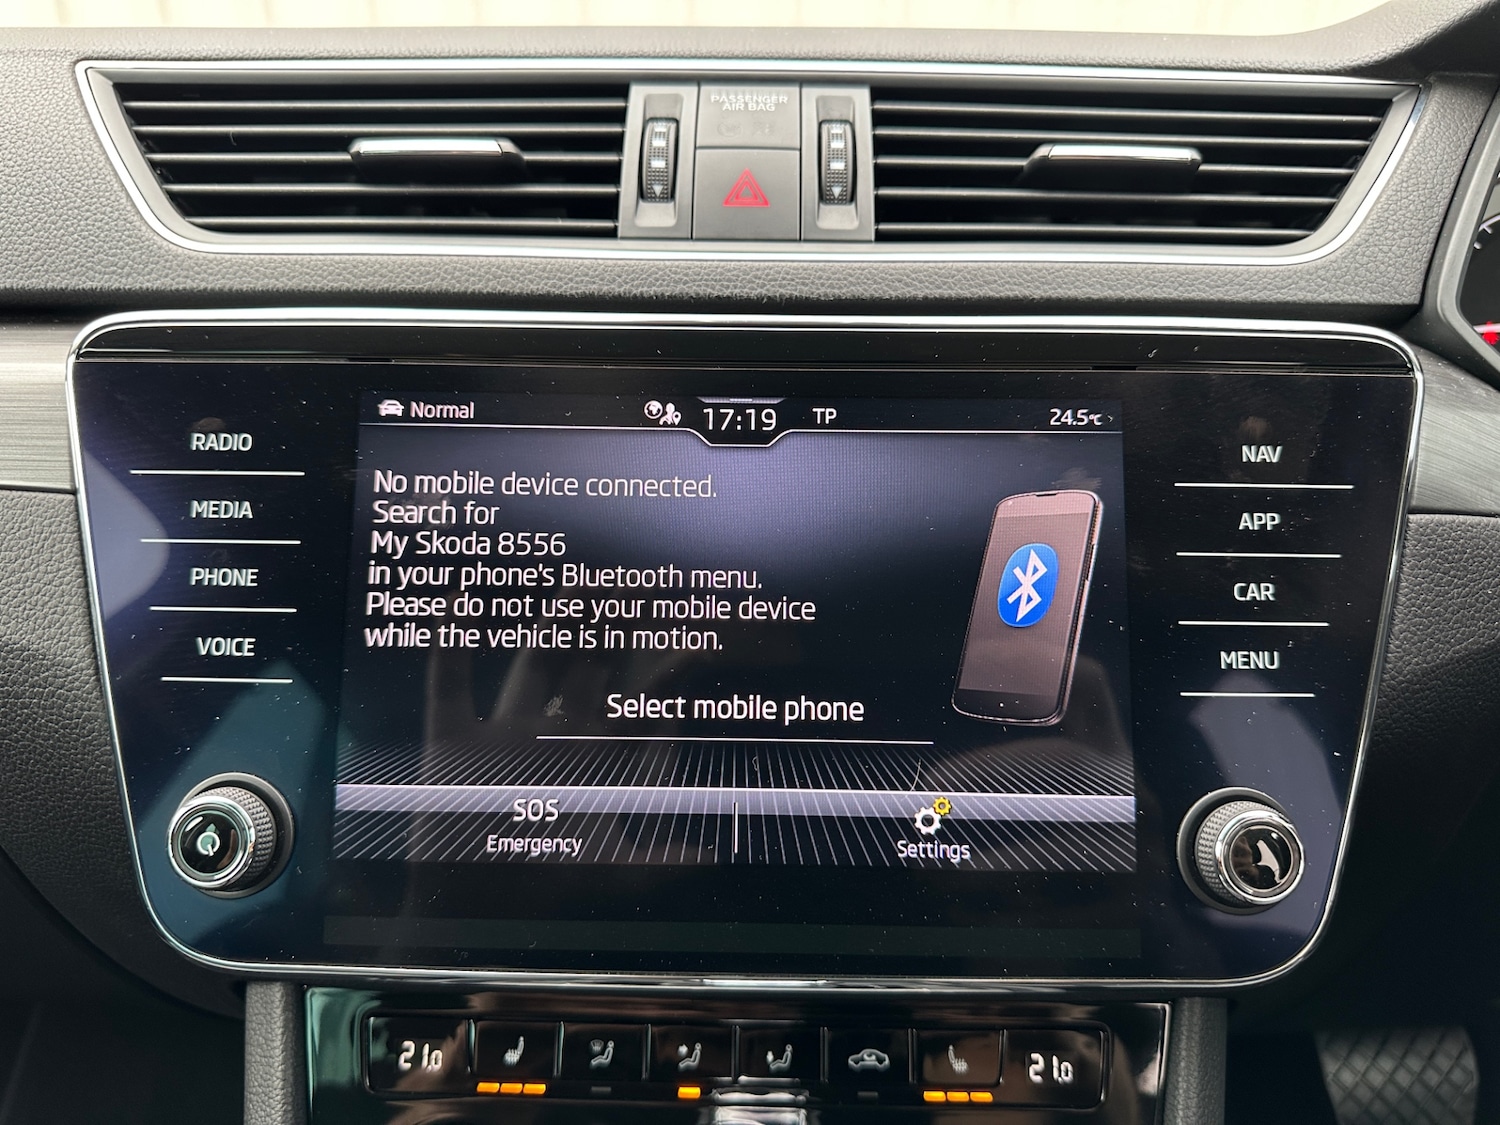 PASSENGER
AIR BAG
Normal
17:19
TP
24.5°C
RADIO
MEDIA
PHONE
VOICE
No mobile device connected.
Search for
My Skoda 8556
in your phone's Bluetooth menu.
Please do not use your mobile device
while the vehicle is in motion.
Select mobile phone
SOS
Emergency
Settings
NAV
APP
CAR
MENU
21.0
21.0